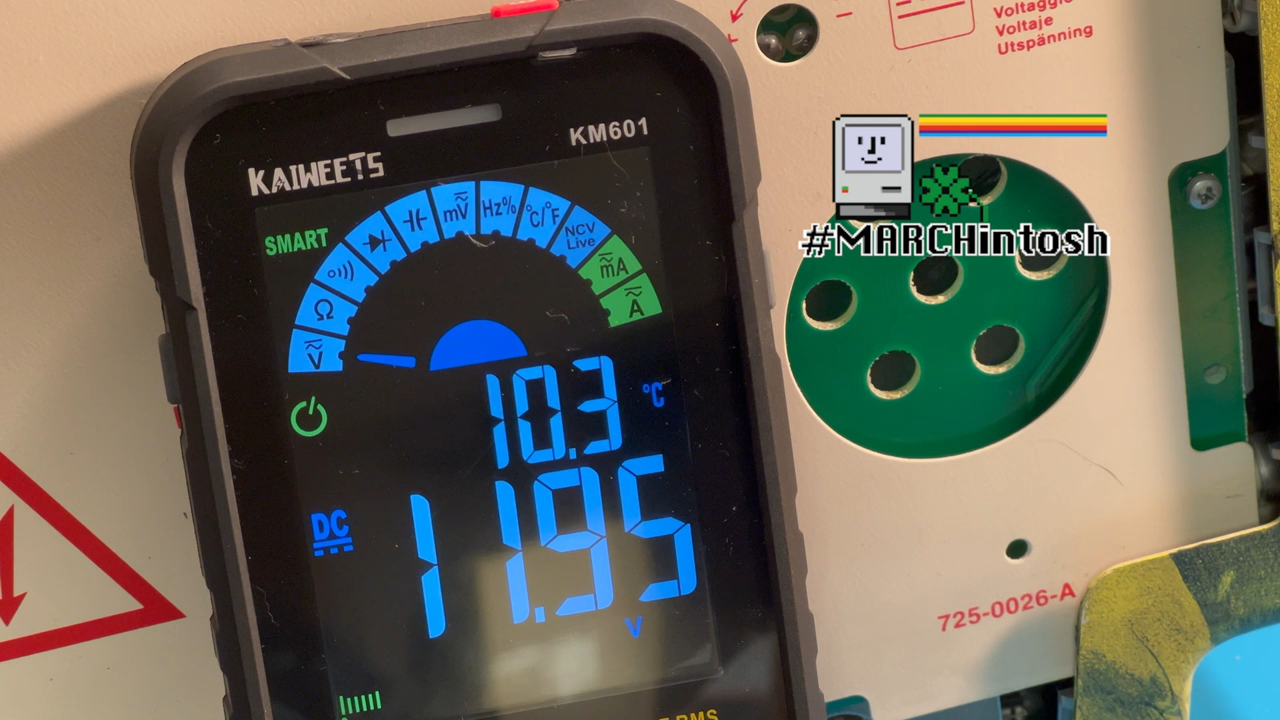 Voltaggio
Voltaje
Utspänning
KM601
KAIWEETS
SMART
mV
Hz%
°C/°F
NCV
Live
mA
A
Ω
V
10.3 °C
DC
11.95
V
RMS
#MARCHintosh
725-0026-A